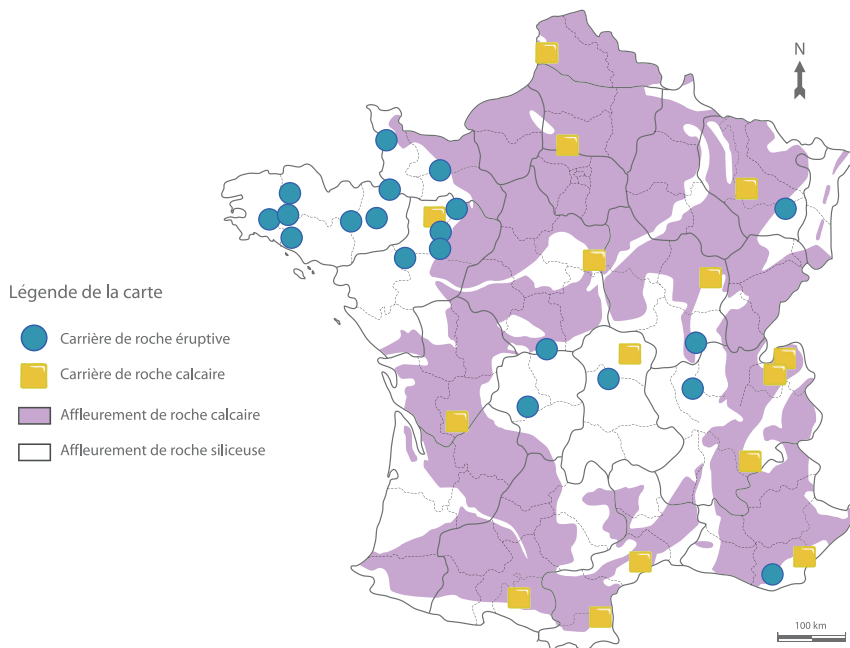 N
Légende de la carte
Carrière de roche éruptive
Carrière de roche calcaire
Affleurement de roche calcaire
Affleurement de roche siliceuse
100 km